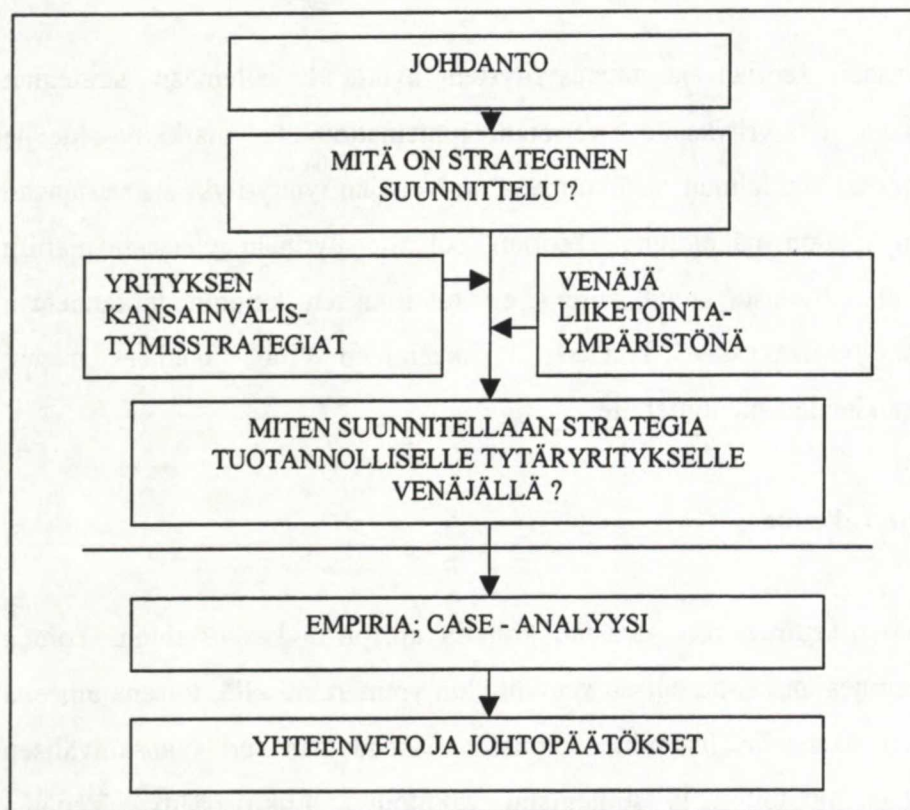 JOHDANTO
MITÄ ON STRATEGINEN
SUUNNITTELU ?
YRITYKSEN
KANSAINVÄLIS-
TYMISSTRATEGIAT
VENÄJÄ
LIIKETOINTA-
YMPÄRISTÖNÄ
MITEN SUUNNITELLAAN STRATEGIA
TUOTANNOLLISELLE TYTÄRYRITYKSELLE
VENÄJÄLLÄ ?
EMPIRIA; CASE - ANALYYSI
YHTEENVETO JA JOHTOPÄÄTÖKSET